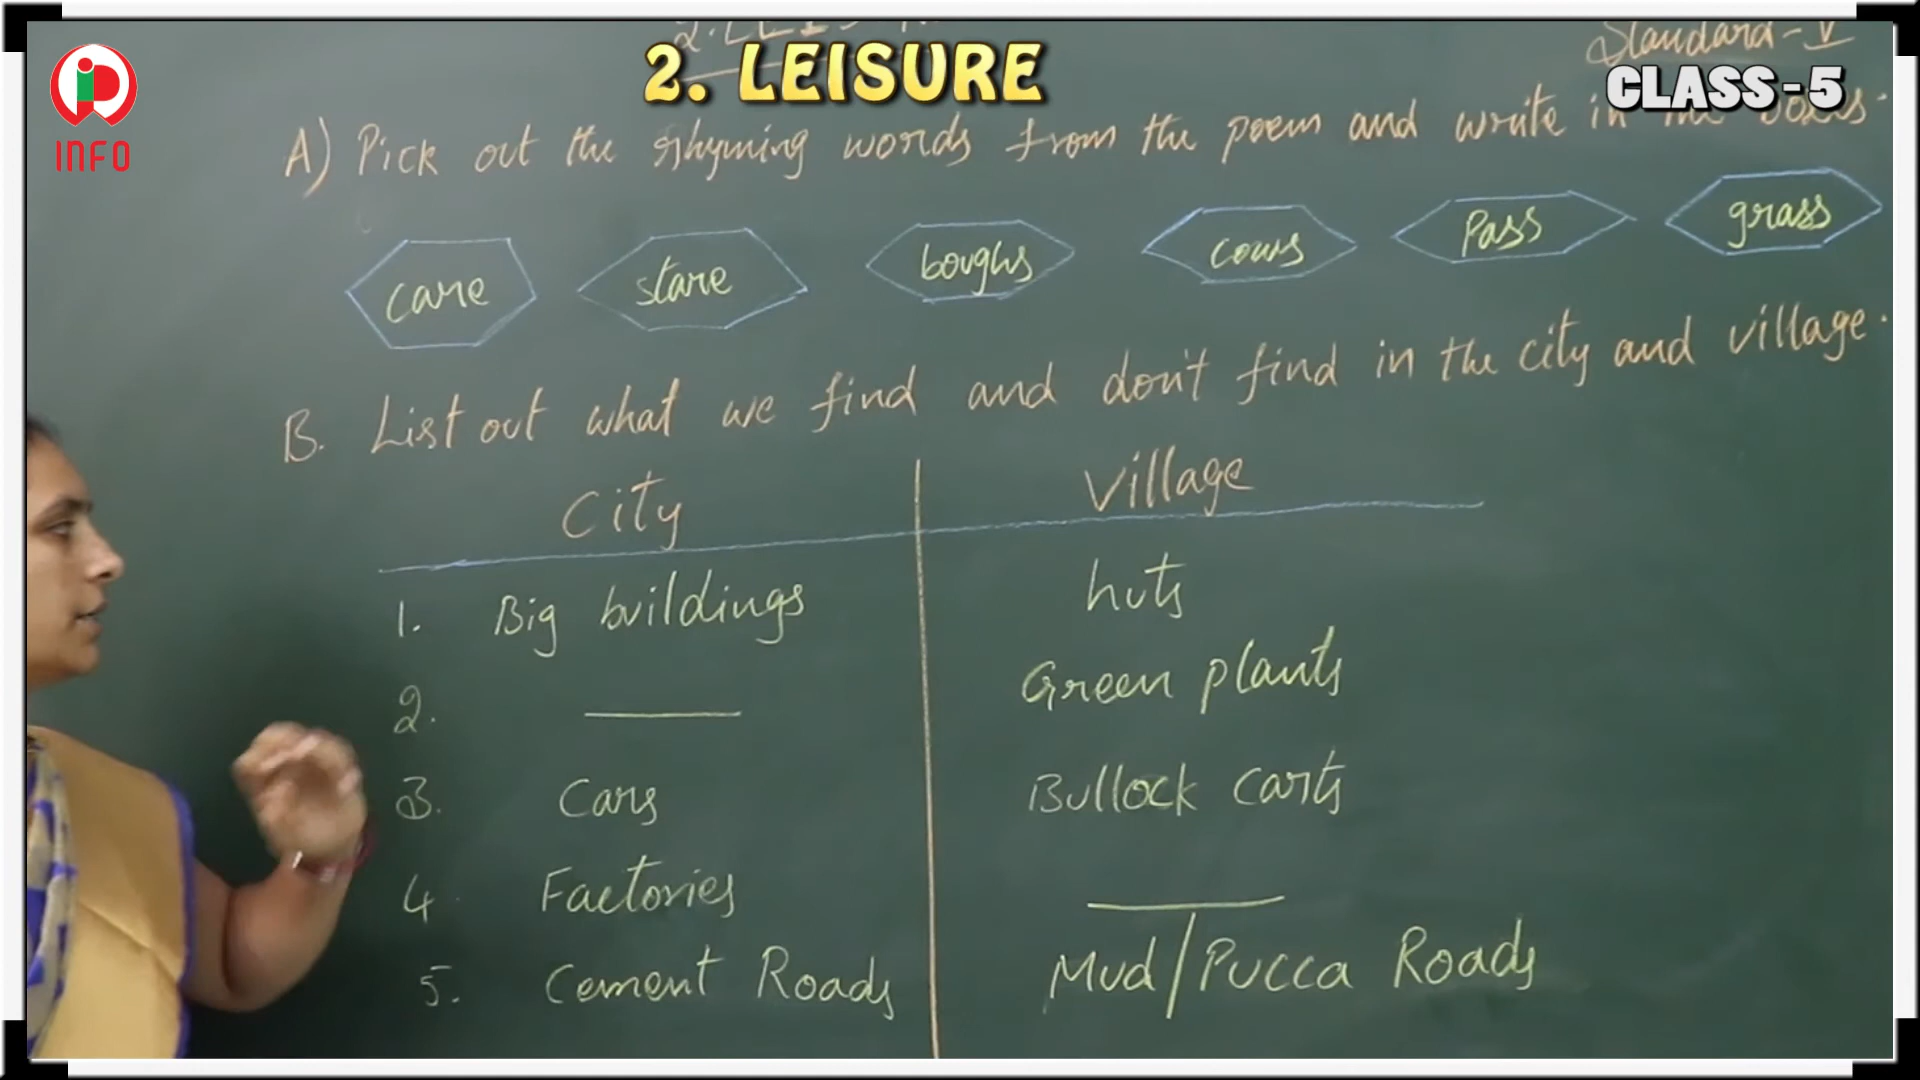 2. LEISURE
Standard-V
CLASS-5
INFO
A) Pick out the rhyming words from the poem and write in the boxes.
care stare boughs cows Pass grass
B. List out what we find and don't find in the city and village.
City Village
1. Big buildings huts
2. ——— Green plants
3. Cars Bullock carts
4. Factories ———
5. Cement Roads Mud/Pucca Roads